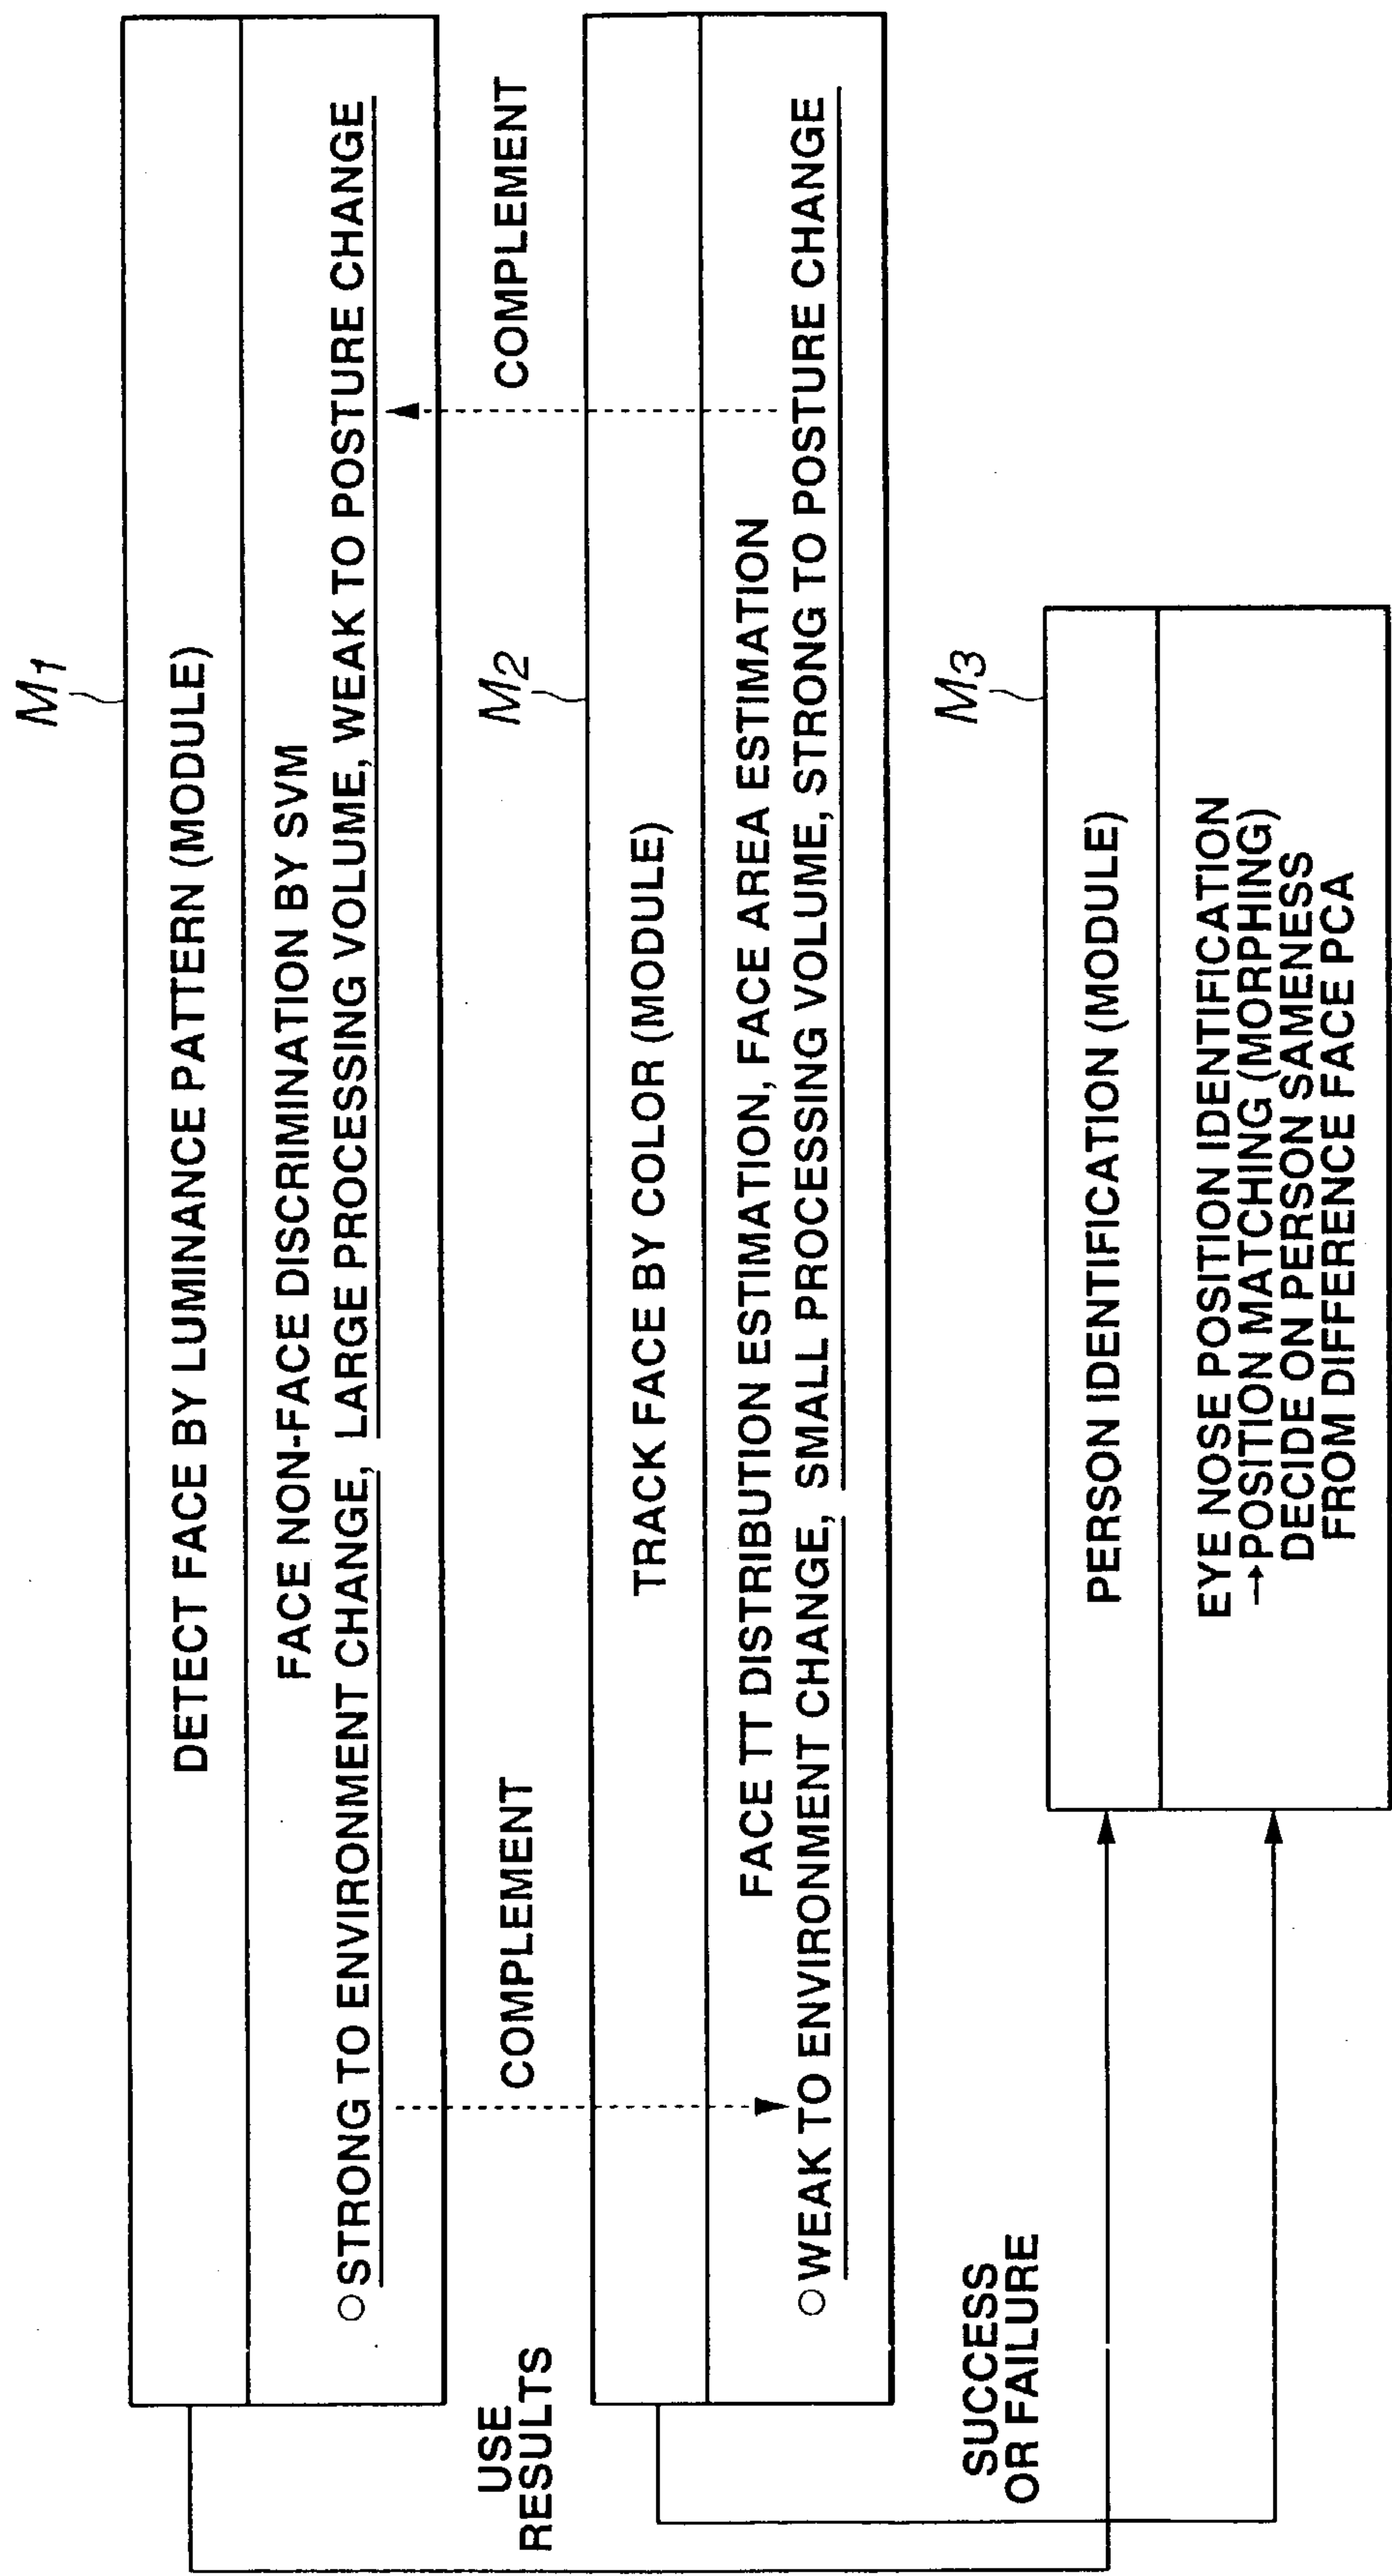 M1
DETECT FACE BY LUMINANCE PATTERN (MODULE)
FACE NON-FACE DISCRIMINATION BY SVM
○STRONG TO ENVIRONMENT CHANGE, LARGE PROCESSING VOLUME, WEAK TO POSTURE CHANGE
USE
RESULTS
COMPLEMENT
COMPLEMENT
M2
TRACK FACE BY COLOR (MODULE)
FACE TT DISTRIBUTION ESTIMATION, FACE AREA ESTIMATION
○WEAK TO ENVIRONMENT CHANGE, SMALL PROCESSING VOLUME, STRONG TO POSTURE CHANGE
SUCCESS
OR FAILURE
M3
PERSON IDENTIFICATION (MODULE)
EYE NOSE POSITION IDENTIFICATION
→POSITION MATCHING (MORPHING)
DECIDE ON PERSON SAMENESS
FROM DIFFERENCE FACE PCA